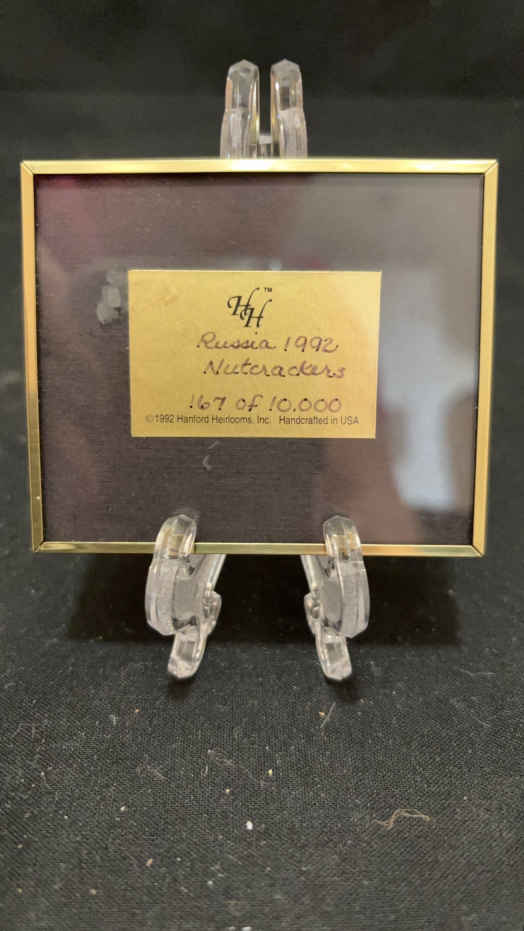 HH™
Russia 1992
Nutcrackers
167 of 10,000
©1992 Hanford Heirlooms, Inc. Handcrafted in USA